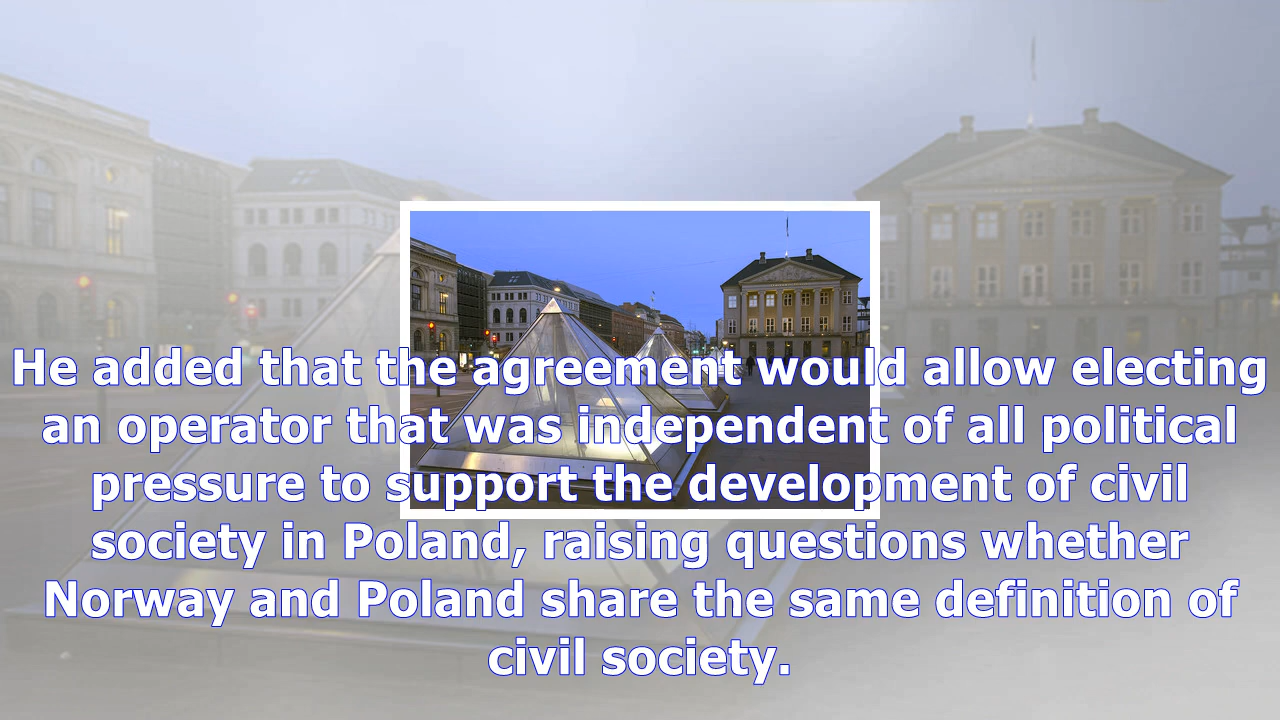 He added that the agreement would allow electing
an operator that was independent of all political
pressure to support the development of civil
society in Poland, raising questions whether
Norway and Poland share the same definition of
civil society.